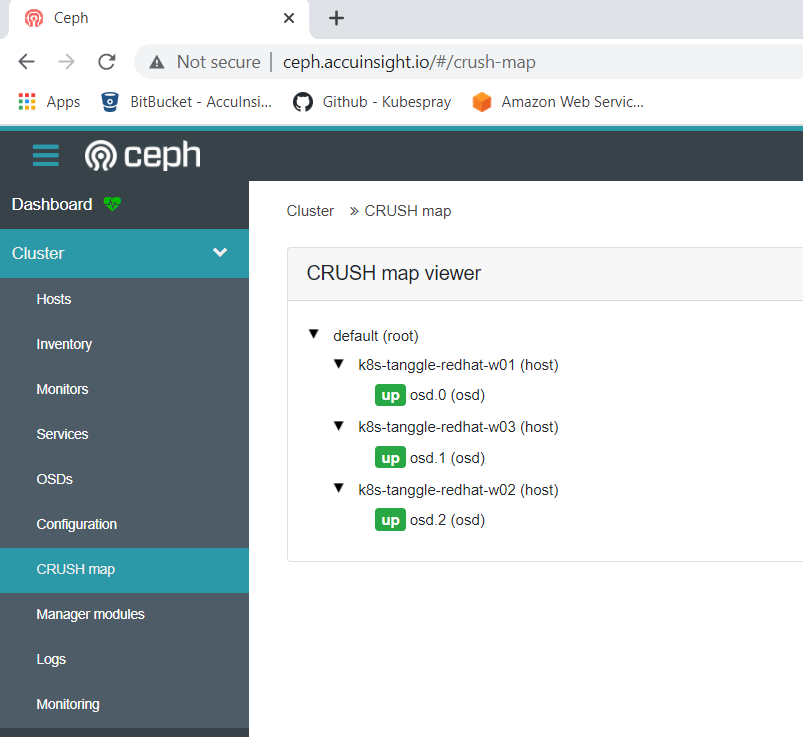 Ceph
Not secure | ceph.accuinsight.io/#/crush-map
Apps BitBucket - AccuInsi... Github - Kubespray Amazon Web Servic...
ceph
Dashboard
Cluster
Hosts
Inventory
Monitors
Services
OSDs
Configuration
CRUSH map
Manager modules
Logs
Monitoring
Cluster » CRUSH map
CRUSH map viewer
default (root)
k8s-tanggle-redhat-w01 (host)
up osd.0 (osd)
k8s-tanggle-redhat-w03 (host)
up osd.1 (osd)
k8s-tanggle-redhat-w02 (host)
up osd.2 (osd)